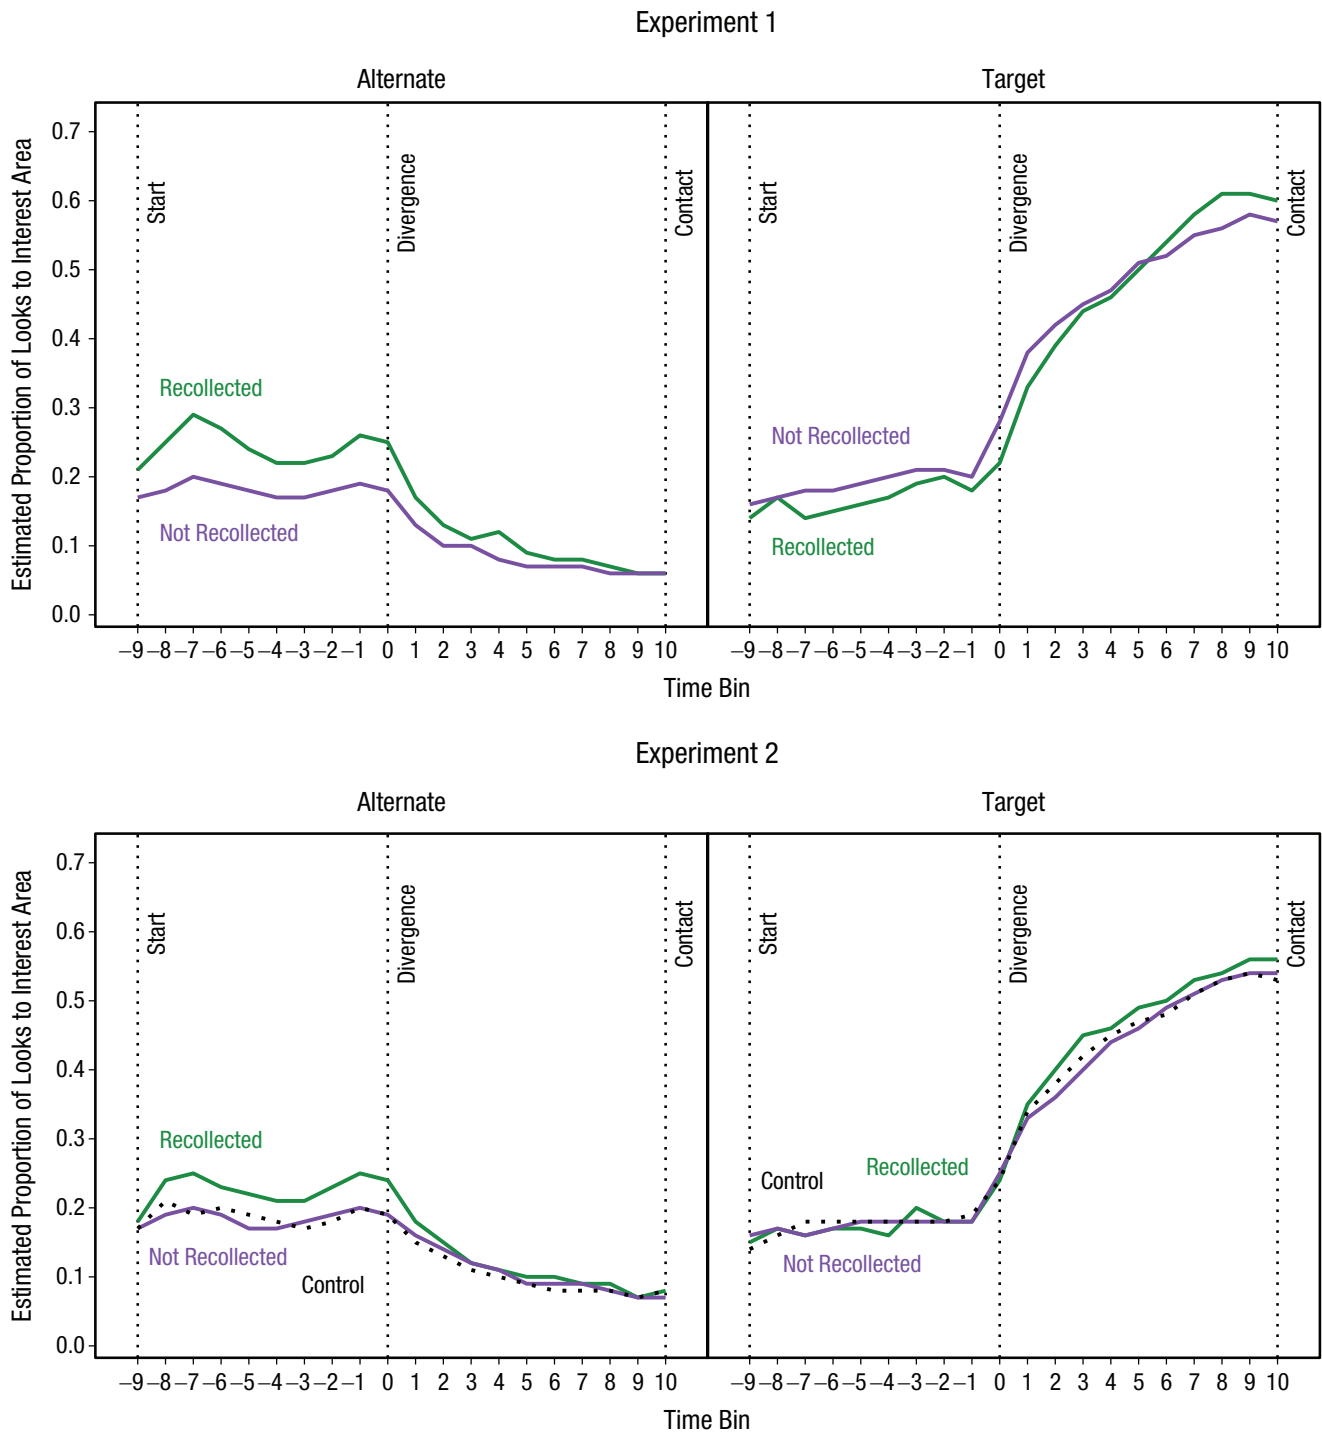 Experiment 1
Alternate
Target
Estimated Proportion of Looks to Interest Area
0.7
0.6
0.5
0.4
0.3
0.2
0.1
0.0
Start
Divergence
Contact
Recollected
Not Recollected
Start
Divergence
Contact
Not Recollected
Recollected
–9 –8 –7 –6 –5 –4 –3 –2 –1 0 1 2 3 4 5 6 7 8 9 10
–9 –8 –7 –6 –5 –4 –3 –2 –1 0 1 2 3 4 5 6 7 8 9 10
Time Bin
Experiment 2
Alternate
Target
Estimated Proportion of Looks to Interest Area
0.7
0.6
0.5
0.4
0.3
0.2
0.1
0.0
Start
Divergence
Contact
Recollected
Not Recollected
Control
Start
Divergence
Contact
Recollected
Control
Not Recollected
–9 –8 –7 –6 –5 –4 –3 –2 –1 0 1 2 3 4 5 6 7 8 9 10
–9 –8 –7 –6 –5 –4 –3 –2 –1 0 1 2 3 4 5 6 7 8 9 10
Time Bin